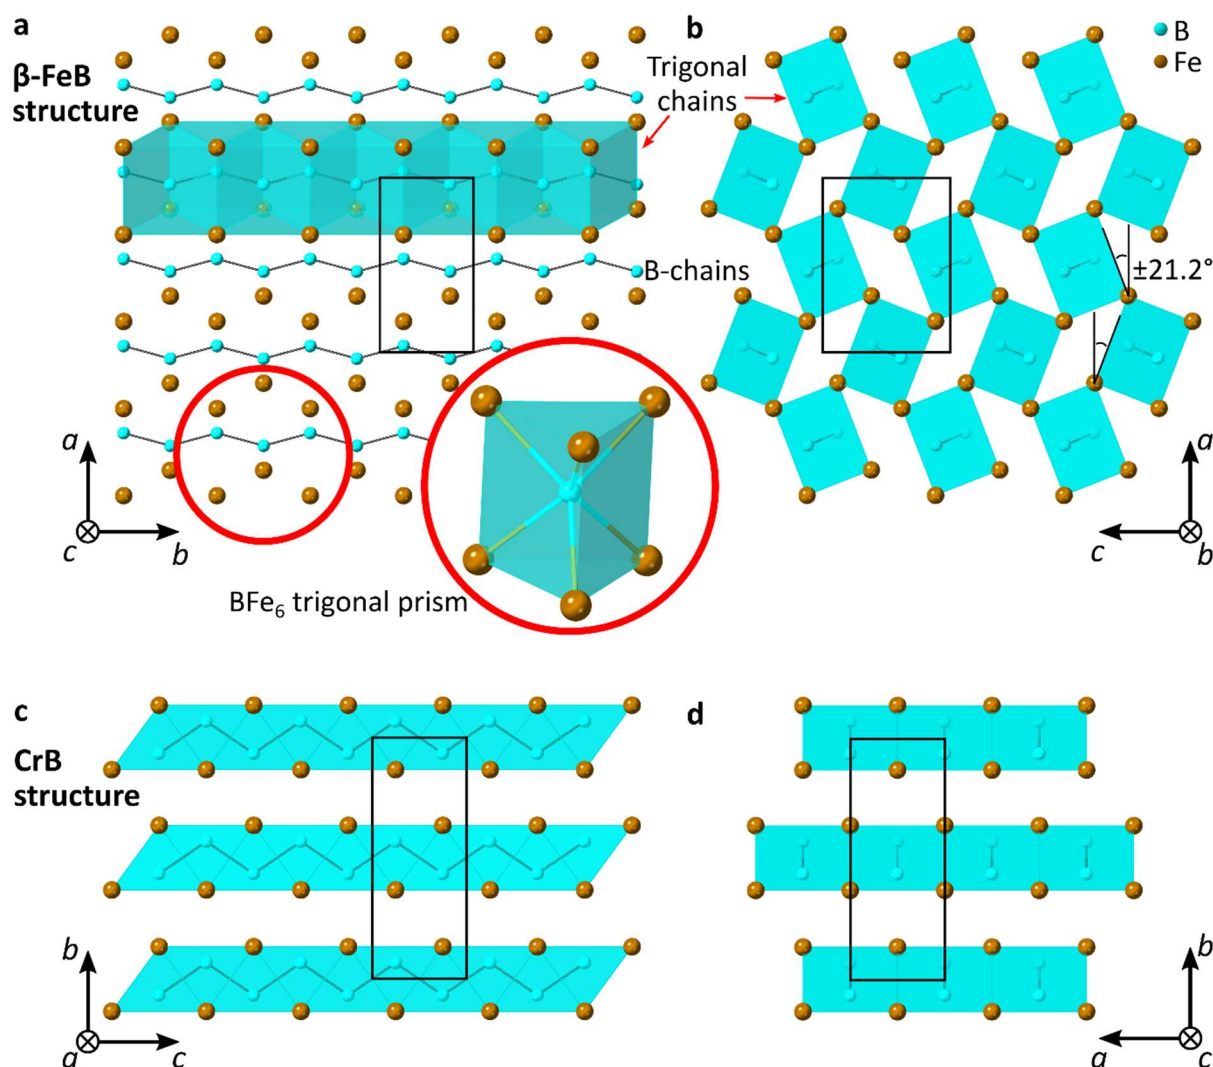 a
β-FeB
structure
Trigonal
chains
b
B
Fe
B-chains
±21.2°
a
c
b
BFe₆ trigonal prism
a
c
b
c
CrB
structure
d
b
a
c
b
a
c